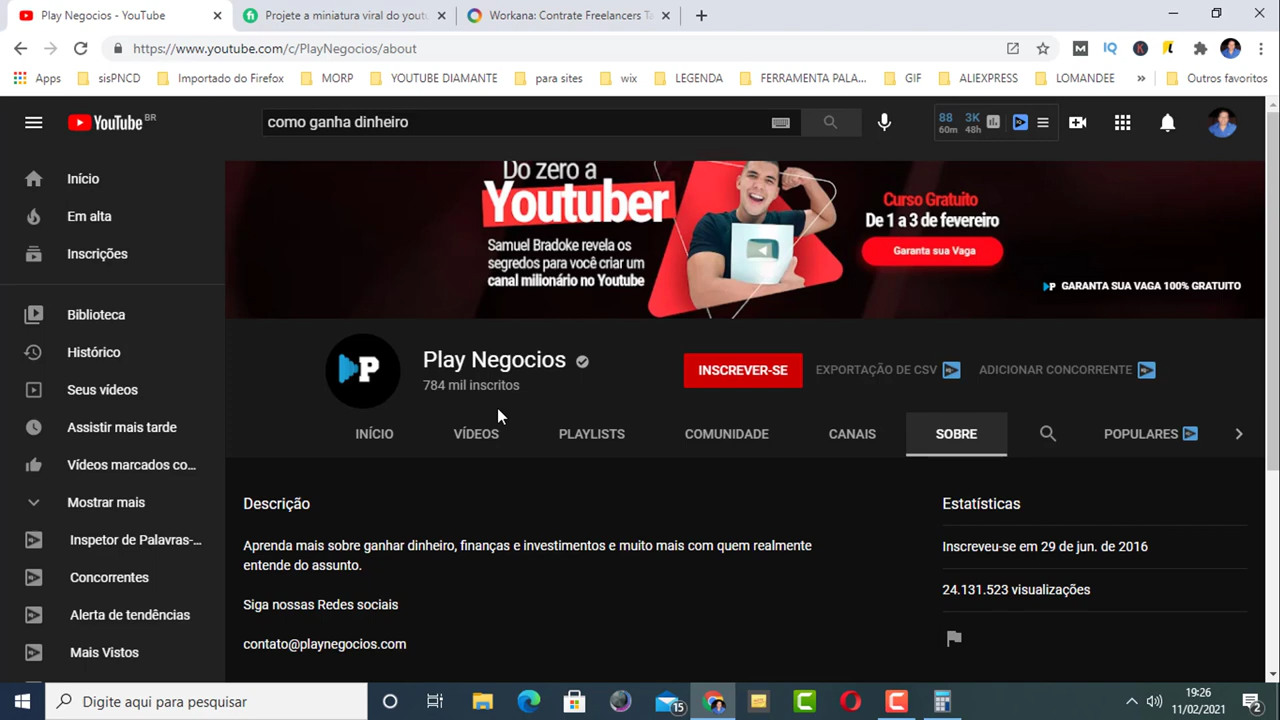 Play Negocios - YouTube
Projete a miniatura viral do youtu
Workana: Contrate Freelancers Ta
https://www.youtube.com/c/PlayNegocios/about
Apps
sisPNCD
Importado do Firefox
MORP
YOUTUBE DIAMANTE
para sites
wix
LEGENDA
FERRAMENTA PALA...
GIF
ALIEXPRESS
LOMANDEE
»
Outros favoritos
YouTube BR
como ganha dinheiro
88 3K
60m 48h
Início
Em alta
Inscrições
Biblioteca
Histórico
Seus vídeos
Assistir mais tarde
Vídeos marcados co...
Mostrar mais
Inspetor de Palavras-...
Concorrentes
Alerta de tendências
Mais Vistos
Do zero a
Youtuber
Samuel Bradoke revela os
segredos para você criar um
canal milionário no Youtube
Curso Gratuito
De 1 a 3 de fevereiro
Garanta sua Vaga
P GARANTA SUA VAGA 100% GRATUITO
P
Play Negocios
784 mil inscritos
INSCREVER-SE
EXPORTAÇÃO DE CSV
ADICIONAR CONCORRENTE
INÍCIO
VÍDEOS
PLAYLISTS
COMUNIDADE
CANAIS
SOBRE
POPULARES
Descrição
Aprenda mais sobre ganhar dinheiro, finanças e investimentos e muito mais com quem realmente
entende do assunto.
Siga nossas Redes sociais
contato@playnegocios.com
Estatísticas
Inscreveu-se em 29 de jun. de 2016
24.131.523 visualizações
Digite aqui para pesquisar
15
19:26
11/02/2021
2